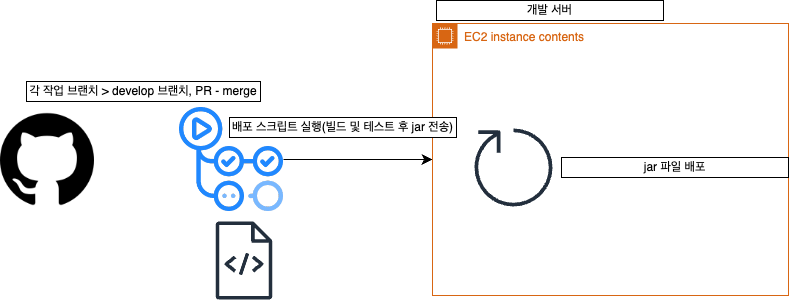 개발 서버
EC2 instance contents
각 작업 브랜치 > develop 브랜치, PR - merge
배포 스크립트 실행(빌드 및 테스트 후 jar 전송)
jar 파일 배포